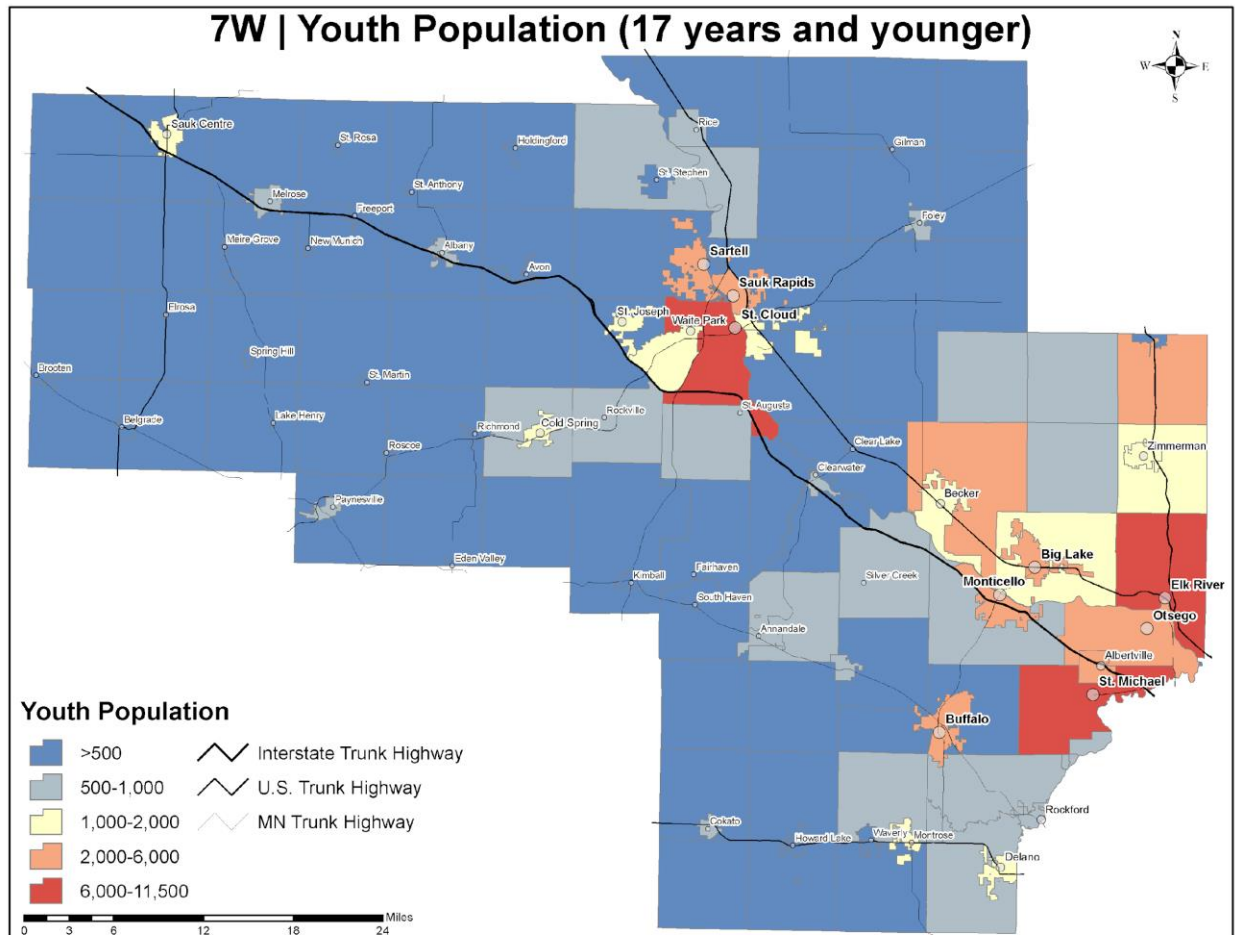 7W | Youth Population (17 years and younger)
N
W E
S
Sauk Centre
St. Rosa
Holdingford
Rice
Gilman
St. Stephen
Melrose
St. Anthony
Freeport
Foley
Meire Grove
New Munich
Albany
Avon
Sartell
Sauk Rapids
Elrosa
St. Joseph
Waite Park
St. Cloud
Spring Hill
Brooten
St. Martin
Belgrade
Lake Henry
Richmond
Cold Spring
Rockville
St. Augusta
Roscoe
Clear Lake
Zimmerman
Clearwater
Paynesville
Becker
Eden Valley
Kimball
Fairhaven
Silver Creek
Big Lake
Monticello
Elk River
South Haven
Otsego
Annandale
Albertville
St. Michael
Buffalo
Rockford
Cokato
Howard Lake
Waverly
Montrose
Delano
Youth Population
>500
500-1,000
1,000-2,000
2,000-6,000
6,000-11,500
Interstate Trunk Highway
U.S. Trunk Highway
MN Trunk Highway
Miles
0 3 6 12 18 24